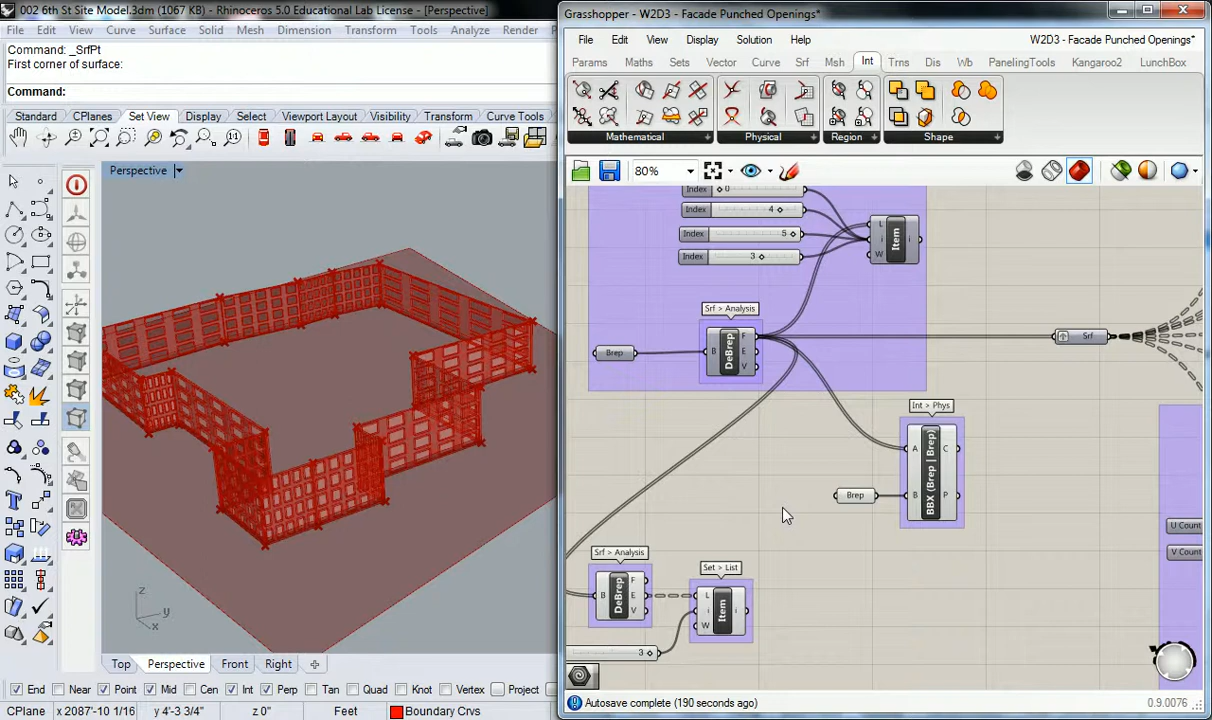 002 6th St Site Model.3dm (1067 KB) - Rhinoceros 5.0 Educational Lab License - [Perspective]
File Edit View Curve Surface Solid Mesh Dimension Transform Tools Analyze Render
Command: _SrfPt
First corner of surface:
Command:
Standard CPlanes Set View Display Select Viewport Layout Visibility Transform Curve Tools
Perspective
z
y
x
Top Perspective Front Right
End Near Point Mid Cen Int Perp Tan Quad Knot Vertex Project
CPlane x 2087'-10 1/16 y 4'-3 3/4" z 0" Feet Boundary Crvs
Grasshopper - W2D3 - Facade Punched Openings*
File Edit View Display Solution Help W2D3 - Facade Punched Openings*
Params Maths Sets Vector Curve Srf Msh Int Trns Dis Wb PanelingTools Kangaroo2 LunchBox
Mathematical Physical Region Shape
80%
Index 0
Index 4
Index 5
Index 3
L
i
W
Item
i
Srf > Analysis
Brep
B
DeBrep
F
E
V
Srf
Int > Phys
A
B
BBX (Brep | Brep)
C
P
Brep
U Count
V Count
Srf > Analysis
B
DeBrep
F
E
V
Set > List
L
i
W
Item
i
3
Autosave complete (190 seconds ago) 0.9.0076